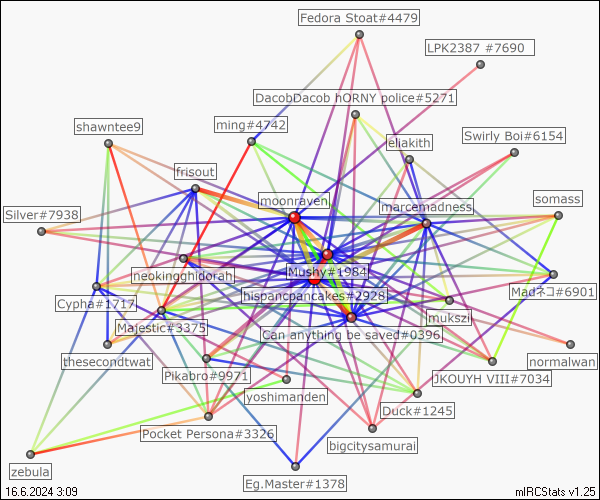 Fedora Stoat#4479
LPK2387 #7690
DacobDacob hORNY police#5271
shawntee9
ming#4742
eliakith
Swirly Boi#6154
frisout
moonraven
marcemadness
somass
Silver#7938
neokingghidorah
Mushy#1984
Madネコ#6901
Cypha#1717
hispancpancakes#2928
mukszi
Majestic#3375
Can anything be saved#0396
thesecondtwat
Pikabro#9971
JKOUYH VIII#7034
normalwan
yoshimanden
Duck#1245
Pocket Persona#3326
bigcitysamurai
zebula
Eg.Master#1378
16.6.2024 3:09
mIRCStats v1.25